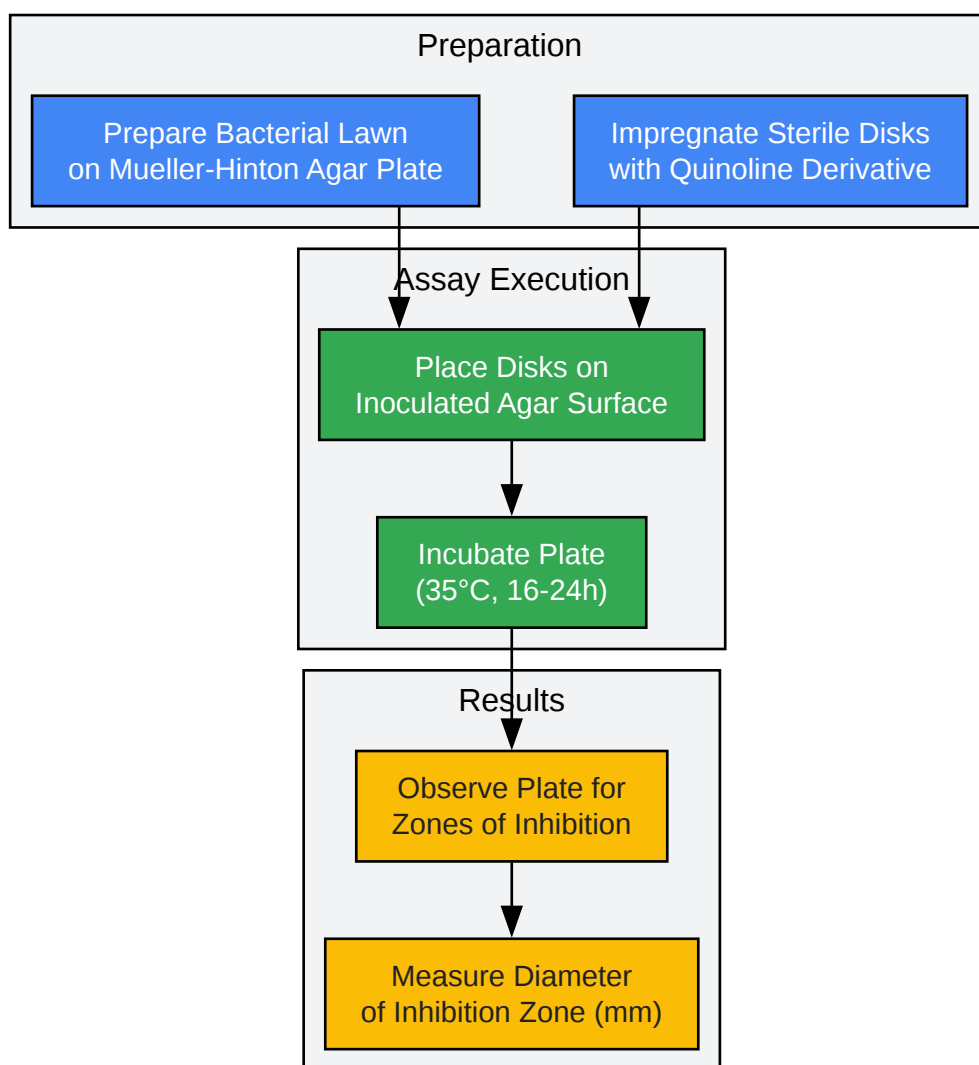 Preparation
Prepare Bacterial Lawn
on Mueller-Hinton Agar Plate
Impregnate Sterile Disks
with Quinoline Derivative
Assay Execution
Place Disks on
Inoculated Agar Surface
Incubate Plate
(35°C, 16-24h)
Results
Observe Plate for
Zones of Inhibition
Measure Diameter
of Inhibition Zone (mm)